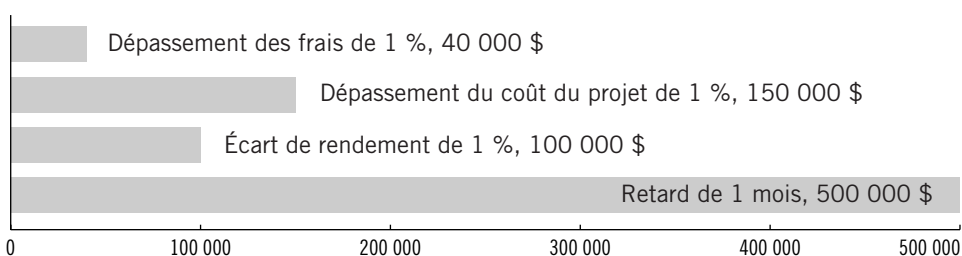 Dépassement des frais de 1 %, 40 000 $
Dépassement du coût du projet de 1 %, 150 000 $
Écart de rendement de 1 %, 100 000 $
Retard de 1 mois, 500 000 $
0 100 000 200 000 300 000 400 000 500 000